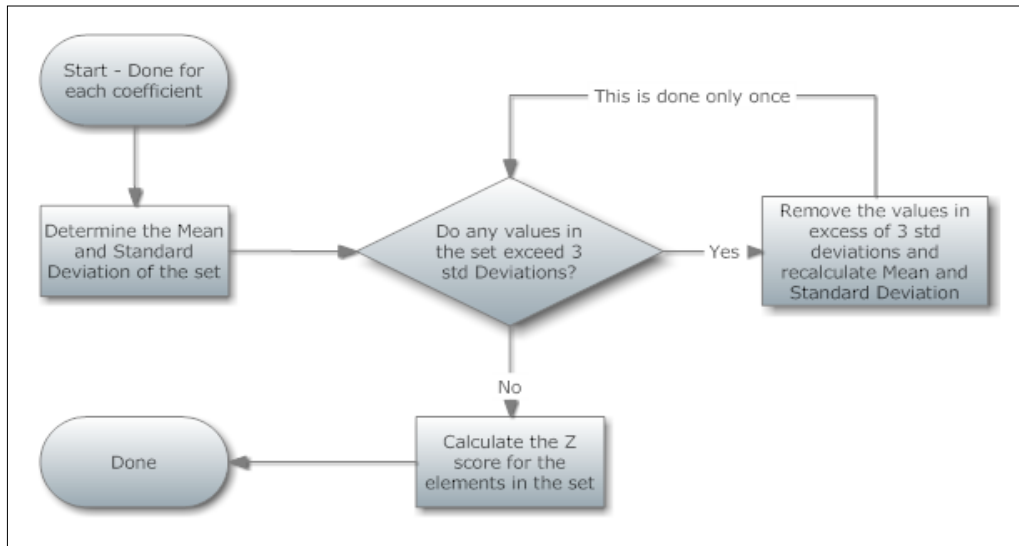 Start - Done for
each coefficient
This is done only once
Determine the Mean
and Standard
Deviation of the set
Do any values in
the set exceed 3
std Deviations?
Yes
Remove the values in
excess of 3 std
deviations and
recalculate Mean and
Standard Deviation
No
Calculate the Z
score for the
elements in the set
Done